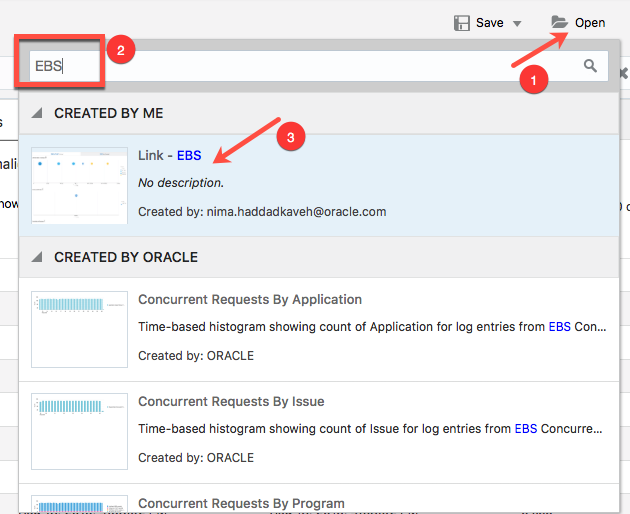 Save
Open
1
EBS
2
CREATED BY ME
Link - EBS
3
No description.
Created by: nima.haddadkaveh@oracle.com
CREATED BY ORACLE
Concurrent Requests By Application
Time-based histogram showing count of Application for log entries from EBS Con...
Created by: ORACLE
Concurrent Requests By Issue
Time-based histogram showing count of Issue for log entries from EBS Concurre...
Created by: ORACLE
Concurrent Requests By Program